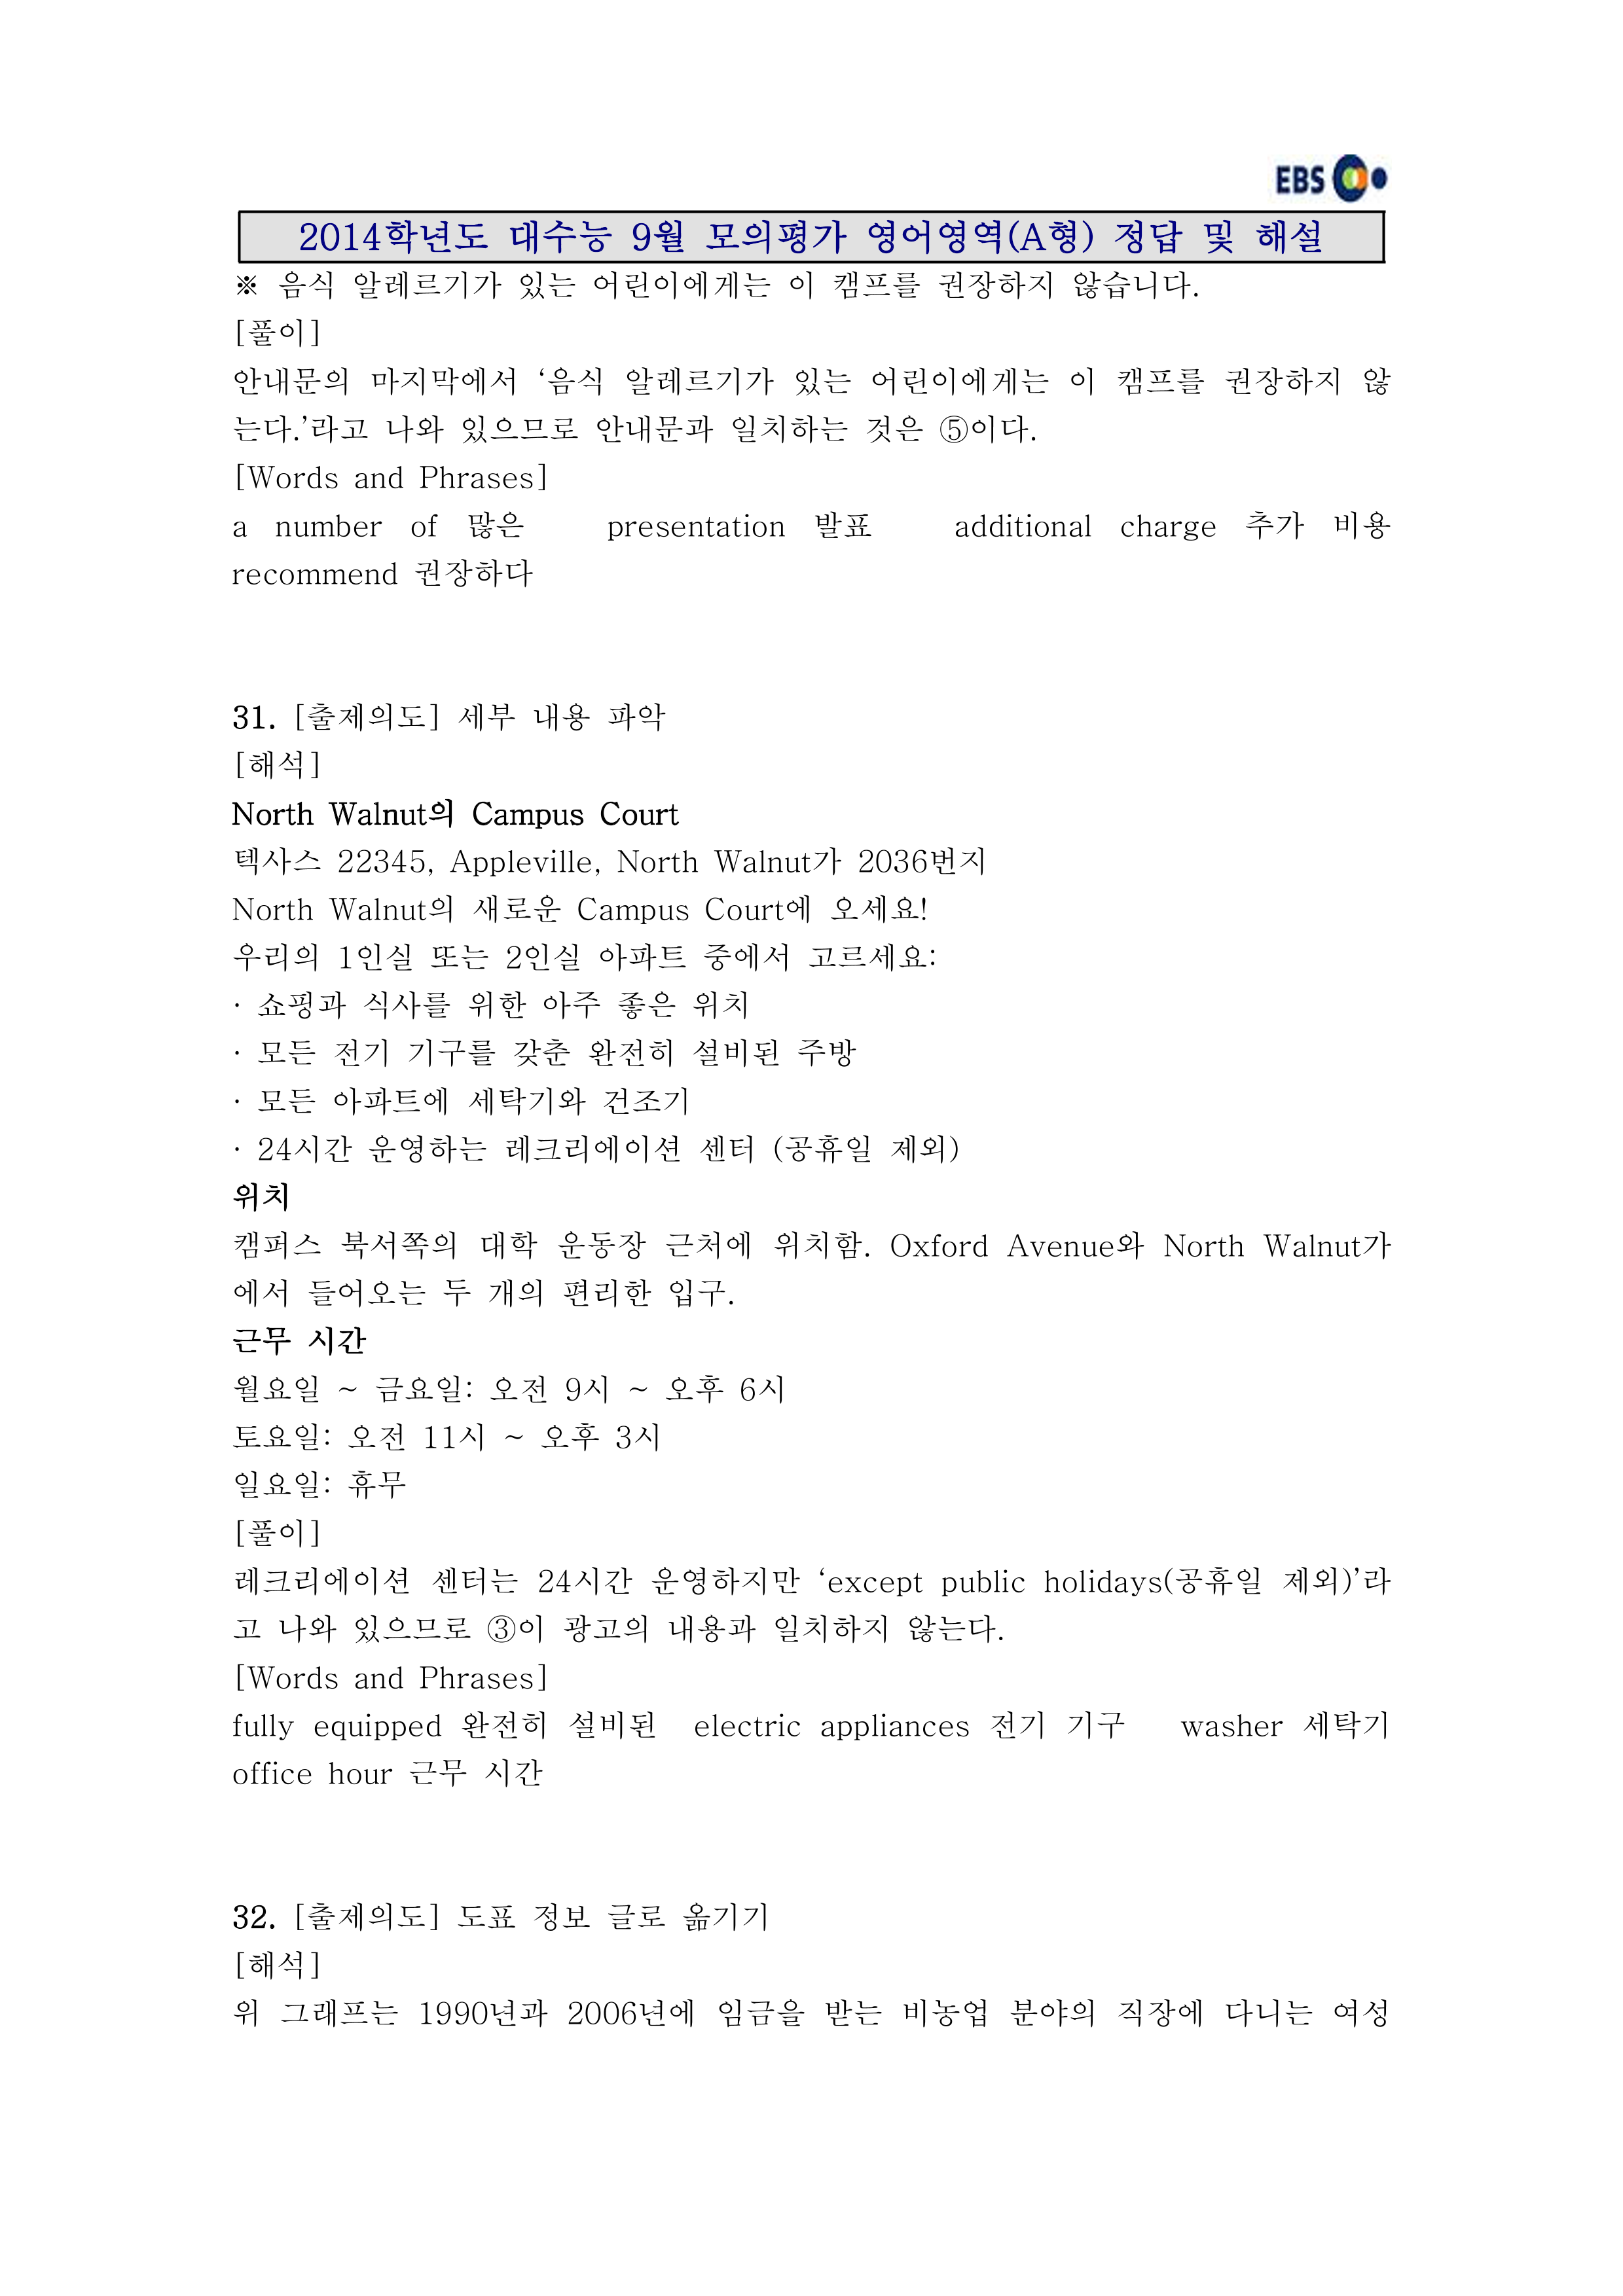 EBS
2014학년도 대수능 9월 모의평가 영어영역(A형) 정답 및 해설
※ 음식 알레르기가 있는 어린이에게는 이 캠프를 권장하지 않습니다.
[풀이]
안내문의 마지막에서 ‘음식 알레르기가 있는 어린이에게는 이 캠프를 권장하지 않
는다.’라고 나와 있으므로 안내문과 일치하는 것은 ⑤이다.
[Words and Phrases]
a number of 많은 presentation 발표 additional charge 추가 비용
recommend 권장하다
31. [출제의도] 세부 내용 파악
[해석]
North Walnut의 Campus Court
텍사스 22345, Appleville, North Walnut가 2036번지
North Walnut의 새로운 Campus Court에 오세요!
우리의 1인실 또는 2인실 아파트 중에서 고르세요:
· 쇼핑과 식사를 위한 아주 좋은 위치
· 모든 전기 기구를 갖춘 완전히 설비된 주방
· 모든 아파트에 세탁기와 건조기
· 24시간 운영하는 레크리에이션 센터 (공휴일 제외)
위치
캠퍼스 북서쪽의 대학 운동장 근처에 위치함. Oxford Avenue와 North Walnut가
에서 들어오는 두 개의 편리한 입구.
근무 시간
월요일 ~ 금요일: 오전 9시 ~ 오후 6시
토요일: 오전 11시 ~ 오후 3시
일요일: 휴무
[풀이]
레크리에이션 센터는 24시간 운영하지만 ‘except public holidays(공휴일 제외)’라
고 나와 있으므로 ③이 광고의 내용과 일치하지 않는다.
[Words and Phrases]
fully equipped 완전히 설비된 electric appliances 전기 기구 washer 세탁기
office hour 근무 시간
32. [출제의도] 도표 정보 글로 옮기기
[해석]
위 그래프는 1990년과 2006년에 임금을 받는 비농업 분야의 직장에 다니는 여성